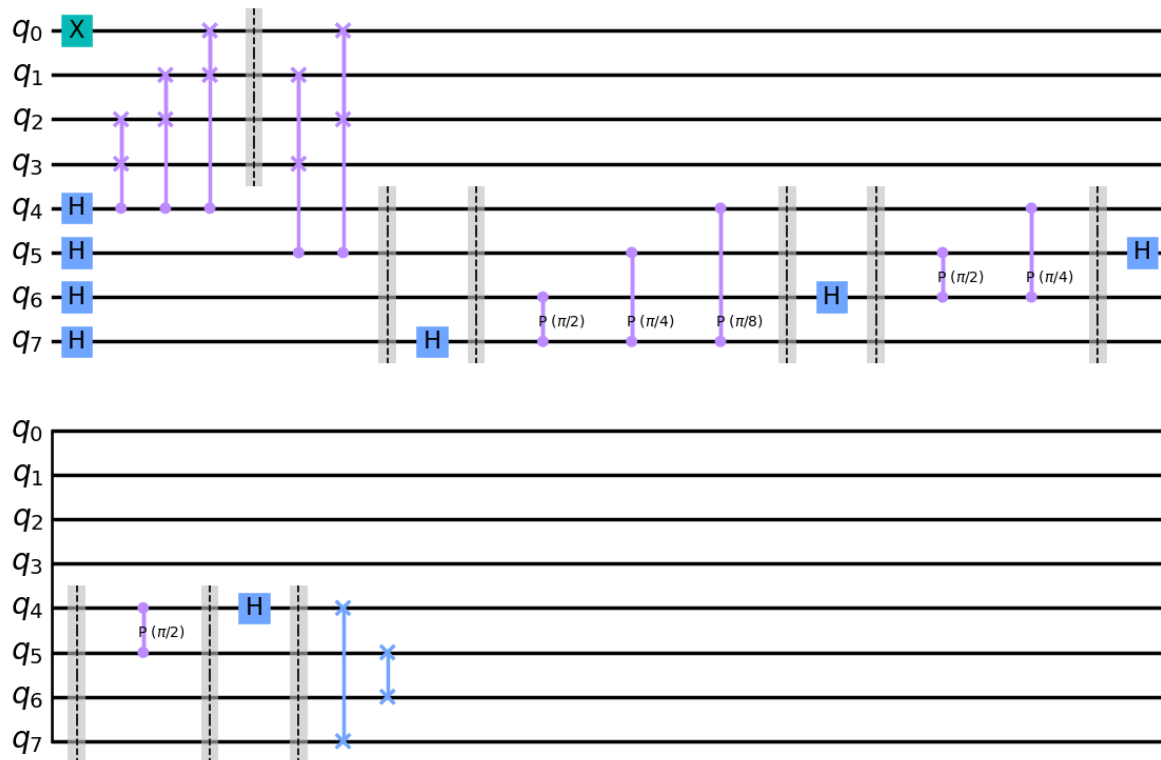 q0 X
q1
q2
q3
q4 H
q5 H H
P (π/2) P (π/4)
q6 H H
P (π/2) P (π/4) P (π/8)
q7 H H
q0
q1
q2
q3
q4 H
P (π/2)
q5
q6
q7